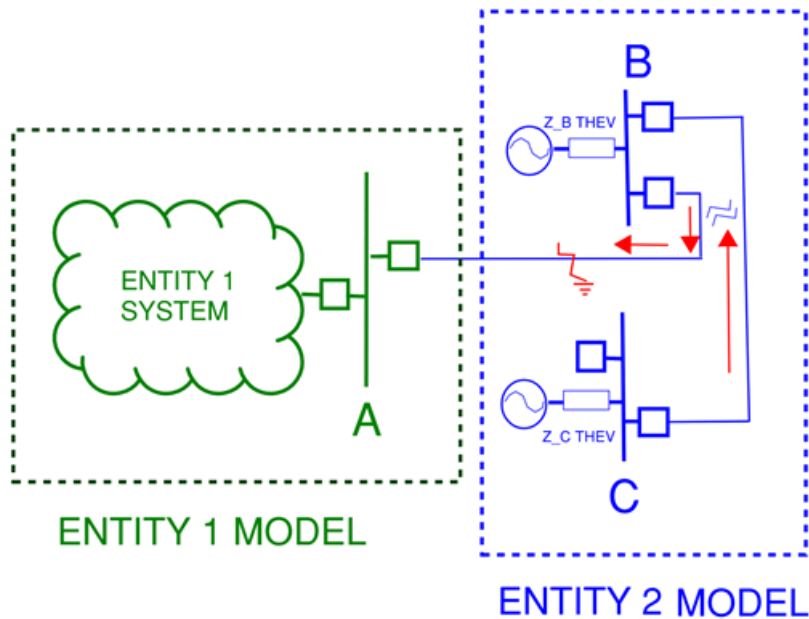 B
Z_B THEV
ENTITY 1
SYSTEM
A
Z_C THEV
C
ENTITY 1 MODEL
ENTITY 2 MODEL